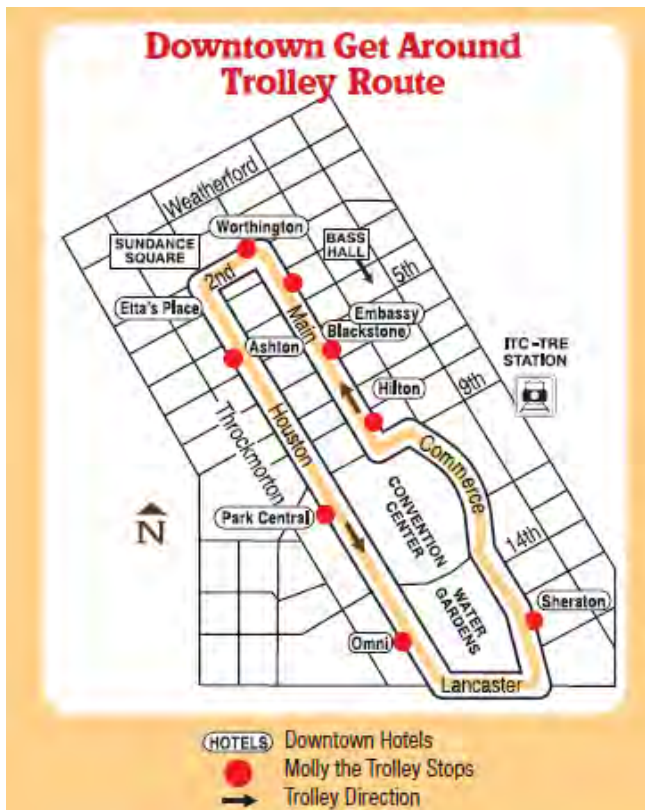 Downtown Get Around
Trolley Route
Weatherford
Worthington
SUNDANCE
SQUARE
BASS
HALL
2nd
5th
Etta's Place
Main
Embassy
Blackstone
Ashton
ITC-TRE
STATION
Hilton
9th
Houston
Throckmorton
Commerce
CONVENTION
CENTER
Park Central
N
14th
WATER
GARDENS
Sheraton
Omni
Lancaster
HOTELS Downtown Hotels
Molly the Trolley Stops
Trolley Direction